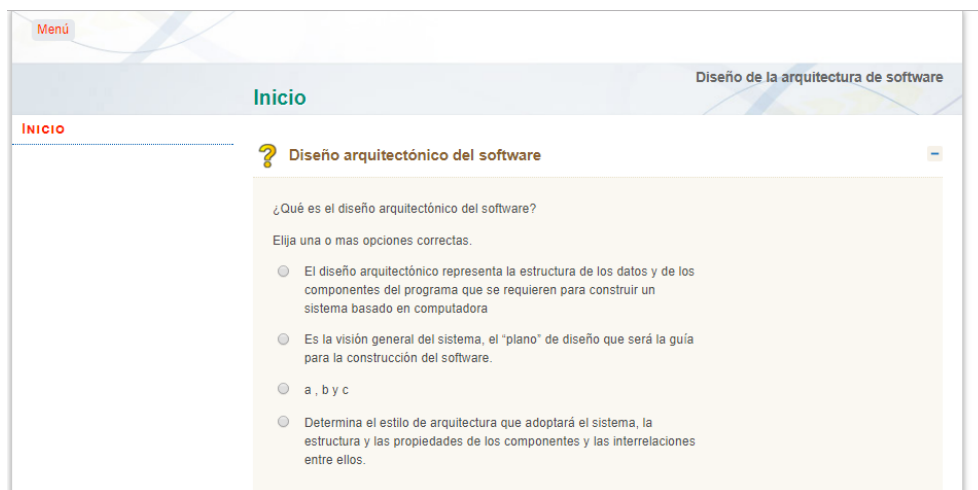 Menú
Diseño de la arquitectura de software
Inicio
INICIO
Diseño arquitectónico del software
¿Qué es el diseño arquitectónico del software?
Elija una o mas opciones correctas.
El diseño arquitectónico representa la estructura de los datos y de los
componentes del programa que se requieren para construir un
sistema basado en computadora
Es la visión general del sistema, el “plano” de diseño que será la guía
para la construcción del software.
a , b y c
Determina el estilo de arquitectura que adoptará el sistema, la
estructura y las propiedades de los componentes y las interrelaciones
entre ellos.